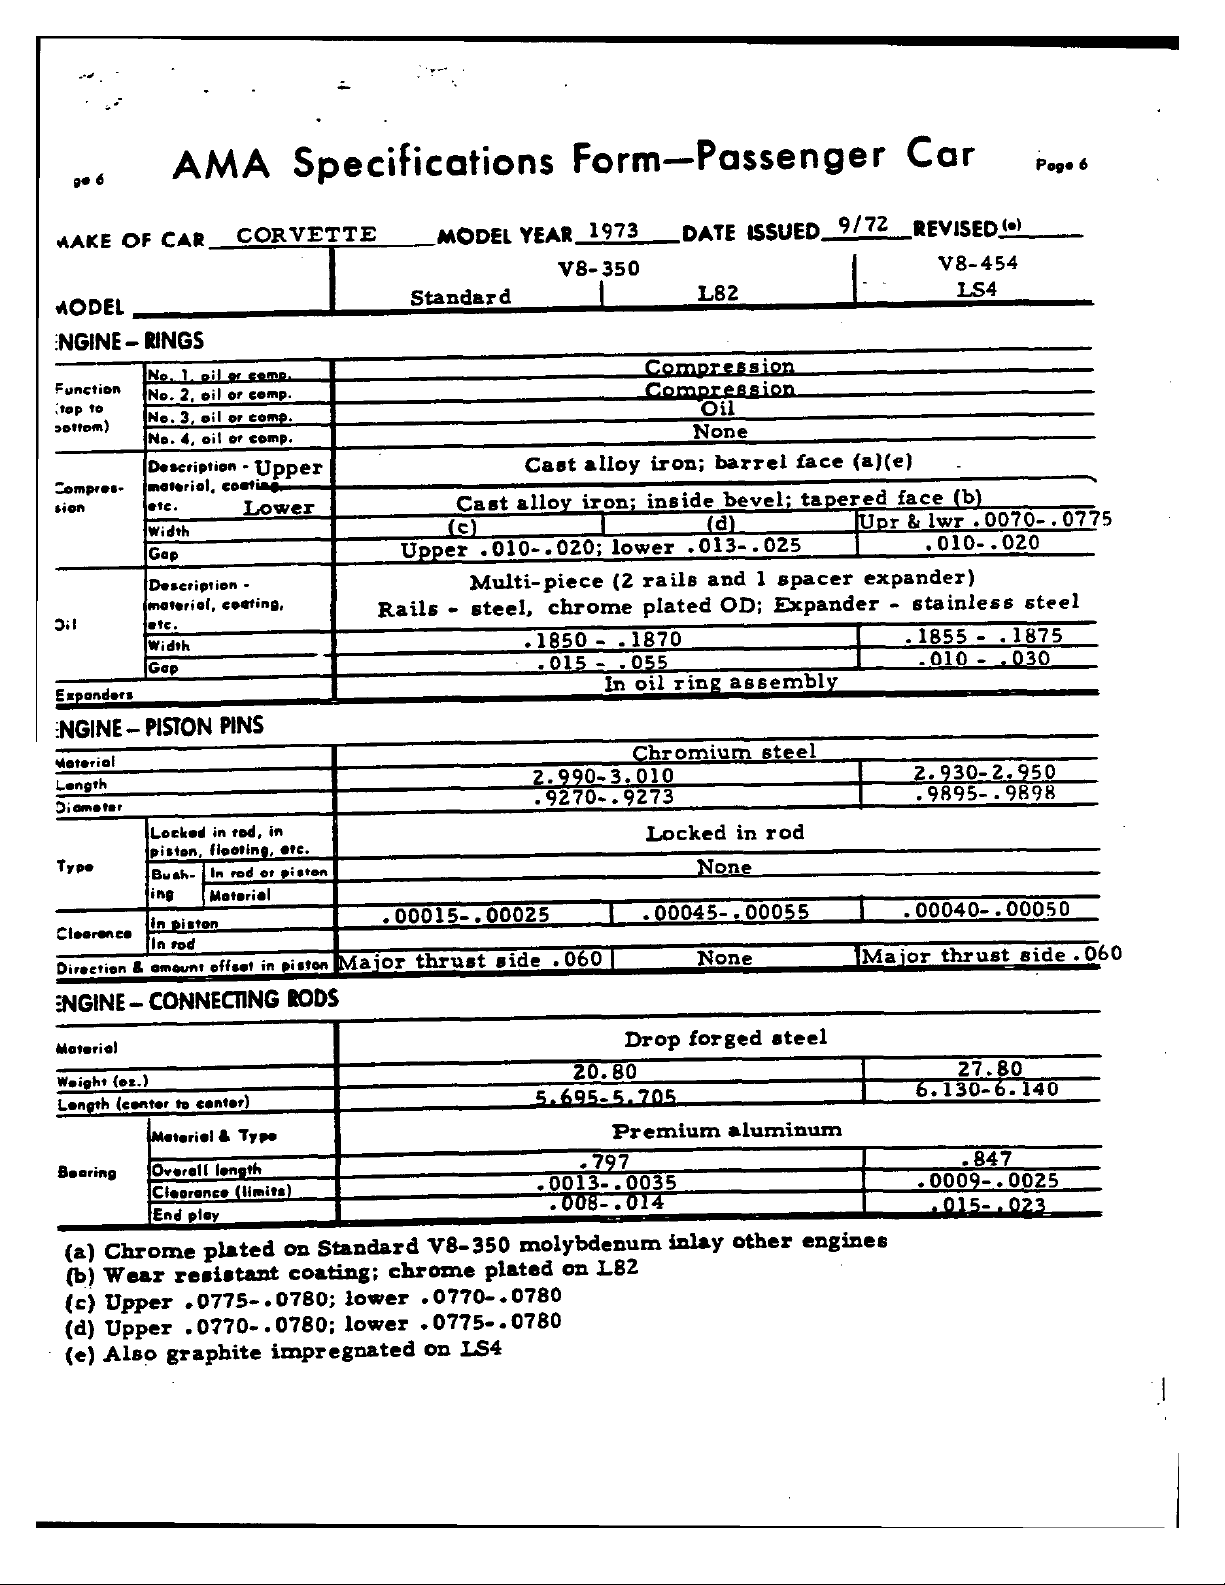 ge 6 AMA Specifications Form—Passenger Car Page 6
MAKE OF CAR CORVETTE MODEL YEAR 1973 DATE ISSUED 9/72 REVISED (•)
V8-350 V8-454
MODEL Standard L82 LS4
ENGINE – RINGS
Function (top to bottom)
No. 1, oil or comp. Compression
No. 2, oil or comp. Compression
No. 3, oil or comp. Oil
No. 4, oil or comp. None
Compres-sion
Description - Upper Cast alloy iron; barrel face (a)(e)
material, coating
etc. Lower Cast alloy iron; inside bevel; tapered face (b)
Width (c) (d) Upr & lwr .0070-.0775
Gap Upper .010-.020; lower .013-.025 .010-.020
Oil
Description - Multi-piece (2 rails and 1 spacer expander)
material, coating, Rails - steel, chrome plated OD; Expander - stainless steel
etc.
Width .1850 - .1870 .1855 - .1875
Gap .015 - .055 .010 - .030
Expanders In oil ring assembly
ENGINE – PISTON PINS
Material Chromium steel
Length 2.990-3.010 2.930-2.950
Diameter .9270-.9273 .9895-.9898
Type
Locked in rod, in Locked in rod
piston, floating, etc.
Bush- In rod or piston None
ing Material
Clearance
In piston .00015-.00025 .00045-.00055 .00040-.00050
In rod
Direction & amount offset in piston Major thrust side .060 None Major thrust side .060
ENGINE – CONNECTING RODS
Material Drop forged steel
Weight (oz.) 20.80 27.80
Length (center to center) 5.695-5.705 6.130-6.140
Bearing
Material & Type Premium aluminum
Overall length .797 .847
Clearance (limits) .0013-.0035 .0009-.0025
End play .008-.014 .015-.023
(a) Chrome plated on Standard V8-350 molybdenum inlay other engines
(b) Wear resistant coating; chrome plated on L82
(c) Upper .0775-.0780; lower .0770-.0780
(d) Upper .0770-.0780; lower .0775-.0780
(e) Also graphite impregnated on LS4